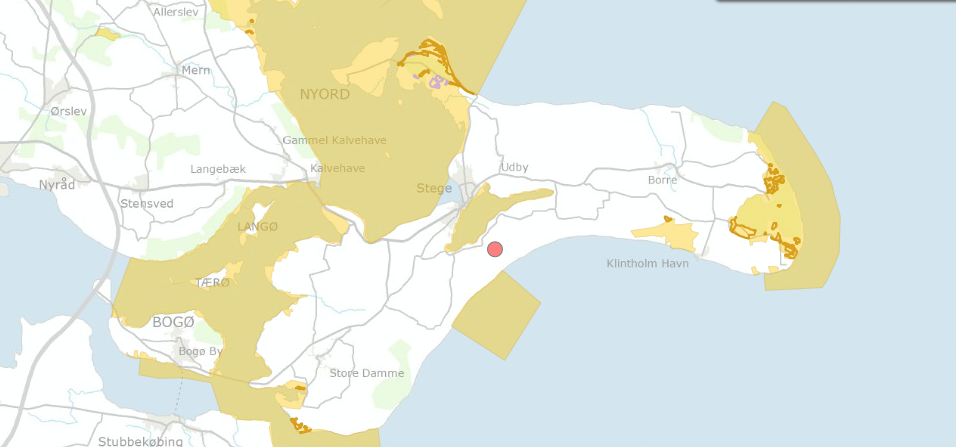 Allerslev
Mern
NYORD
Ørslev
Gammel Kalvehave
Langebæk
Kalvehave
Udby
Nyråd
Stege
Borre
Stensved
LANGØ
Klintholm Havn
TÆRØ
BOGØ
Bogø By
Store Damme
Stubbekøbing